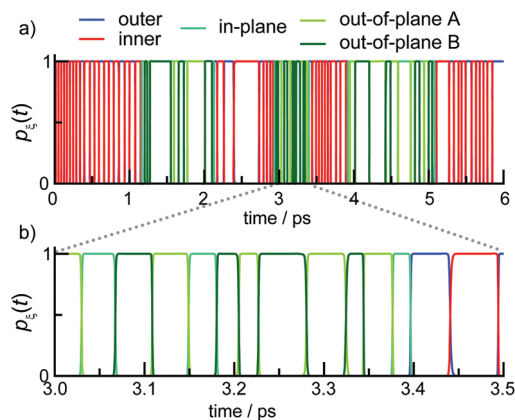 outer in-plane out-of-plane A
inner out-of-plane B
a)
1
pξ(t)
0
0 1 2 3 4 5 6
time / ps
b)
1
pξ(t)
0
3.0 3.1 3.2 3.3 3.4 3.5
time / ps